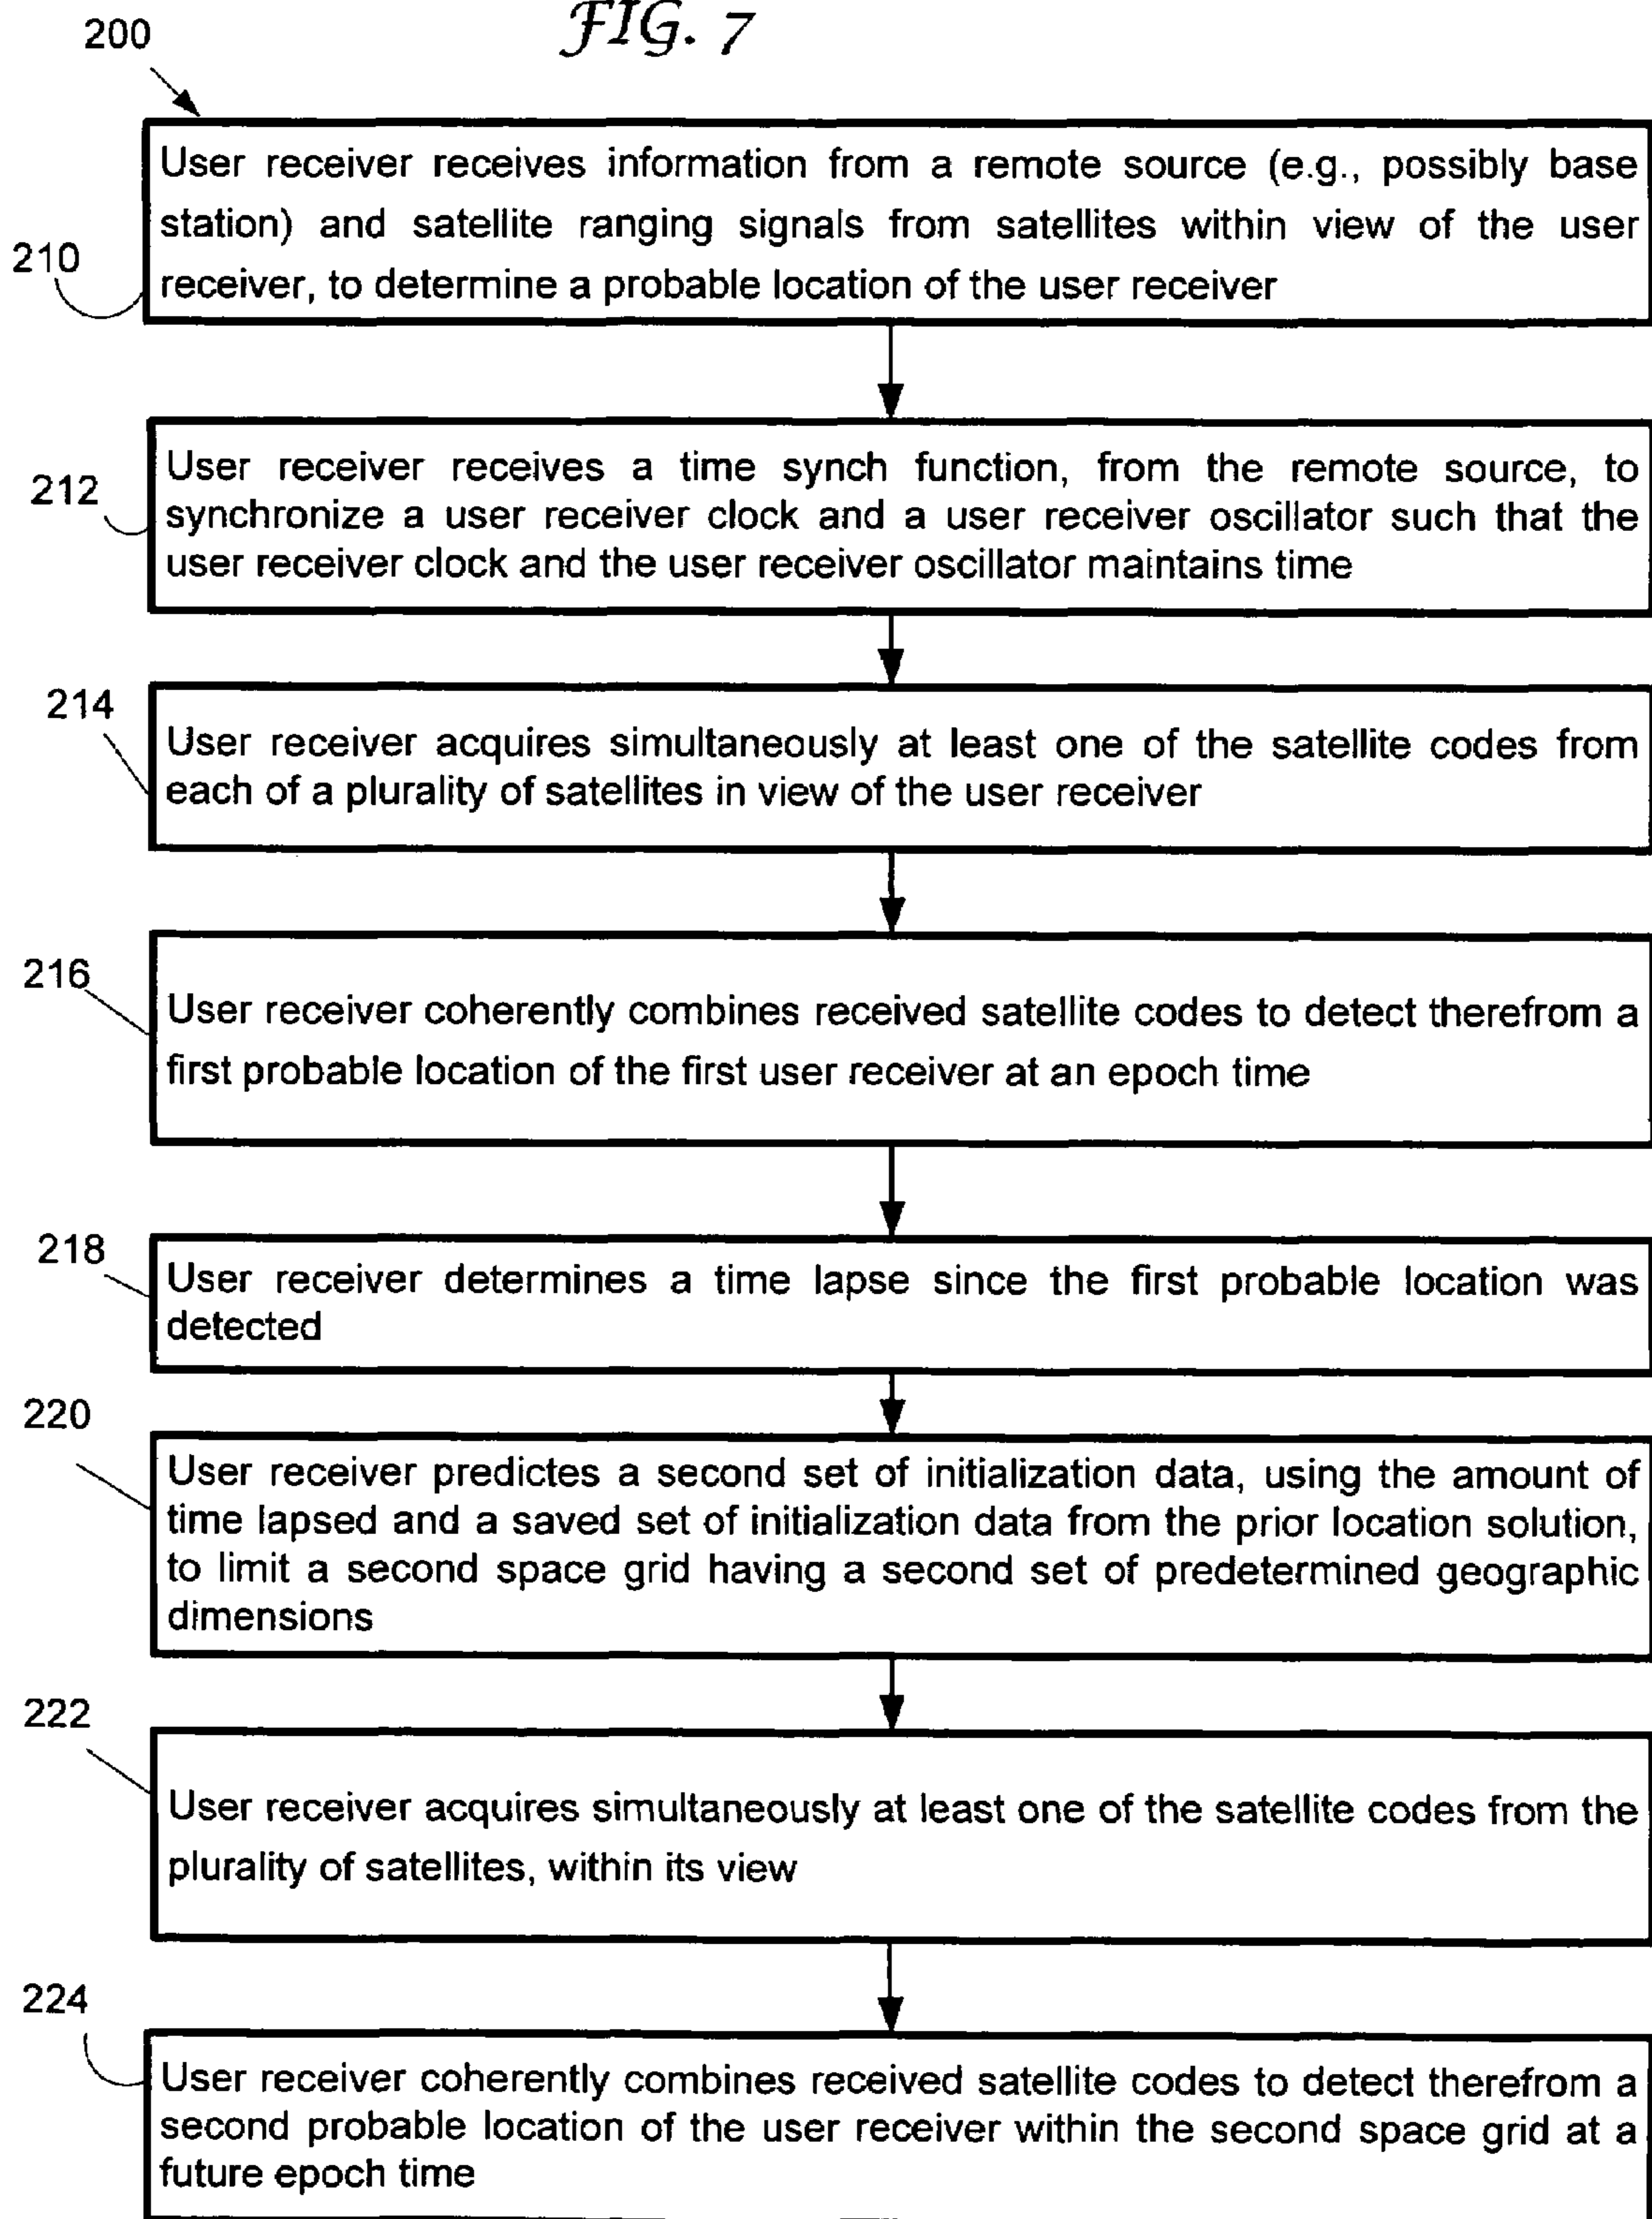 FIG. 7
200
User receiver receives information from a remote source (e.g., possibly base
station) and satellite ranging signals from satellites within view of the user
receiver, to determine a probable location of the user receiver
210
User receiver receives a time synch function, from the remote source, to
synchronize a user receiver clock and a user receiver oscillator such that the
user receiver clock and the user receiver oscillator maintains time
212
214
User receiver acquires simultaneously at least one of the satellite codes from
each of a plurality of satellites in view of the user receiver
216
User receiver coherently combines received satellite codes to detect therefrom a
first probable location of the first user receiver at an epoch time
218
User receiver determines a time lapse since the first probable location was
detected
220
User receiver predictes a second set of initialization data, using the amount of
time lapsed and a saved set of initialization data from the prior location solution,
to limit a second space grid having a second set of predetermined geographic
dimensions
222
User receiver acquires simultaneously at least one of the satellite codes from the
plurality of satellites, within its view
224
User receiver coherently combines received satellite codes to detect therefrom a
second probable location of the user receiver within the second space grid at a
future epoch time